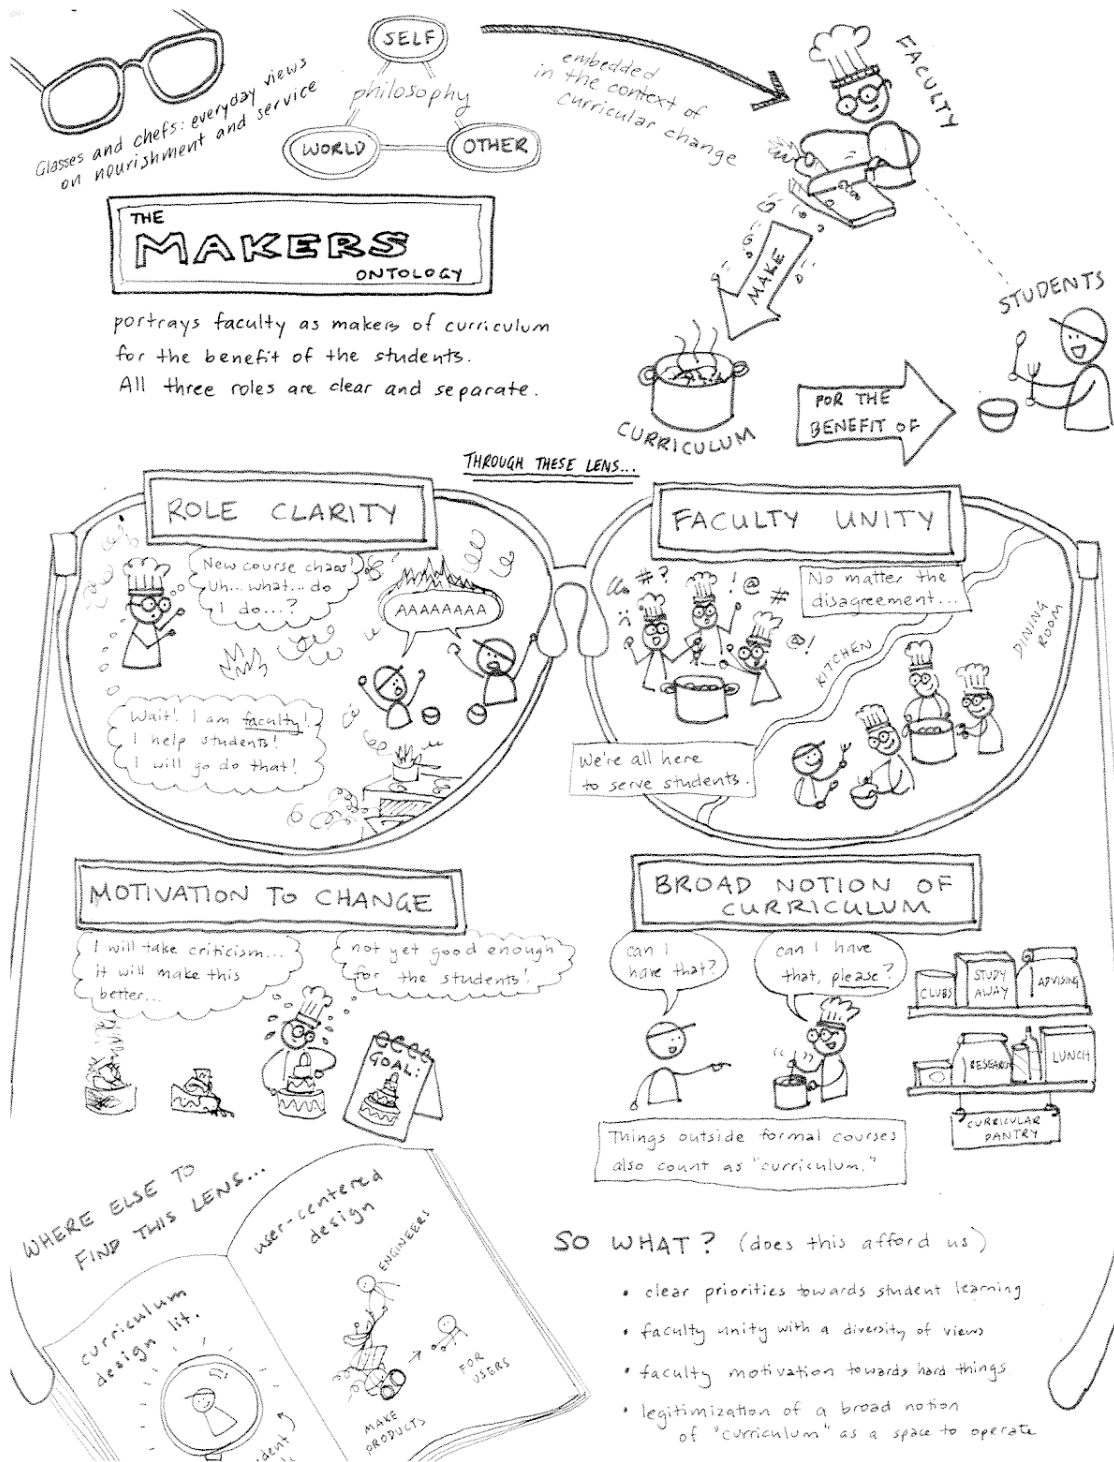 Glasses and chefs: everyday views
on nourishment and service
SELF
philosophy
WORLD
OTHER
embedded
in the context of
curricular change
FACULTY
THE
MAKERS
ONTOLOGY
portrays faculty as makers of curriculum
for the benefit of the students.
All three roles are clear and separate.
MAKE
CURRICULUM
FOR THE
BENEFIT OF
STUDENTS
THROUGH THESE LENS...
ROLE CLARITY
New course chaos!
Uh... what... do
I do...?
AAAAAAAA
Wait! I am faculty!
I help students!
I will go do that!
FACULTY UNITY
#?
! @
#
@!
No matter the
disagreement...
KITCHEN
DINING
ROOM
We're all here
to serve students.
MOTIVATION TO CHANGE
I will take criticism...
it will make this
better...
not yet good enough
for the students!
GOAL:
BROAD NOTION OF
CURRICULUM
can I
have that?
can I have
that, please?
CLUBS
STUDY
AWAY
ADVISING
RESEARCH
LUNCH
CURRICULAR
PANTRY
Things outside formal courses
also count as "curriculum."
WHERE ELSE TO
FIND THIS LENS...
curriculum
design lit.
user-centered
design
ENGINEERS
MAKE
PRODUCTS
FOR
USERS
SO WHAT? (does this afford us)
• clear priorities towards student learning
• faculty unity with a diversity of views
• faculty motivation towards hard things
• legitimization of a broad notion
of "curriculum" as a space to operate